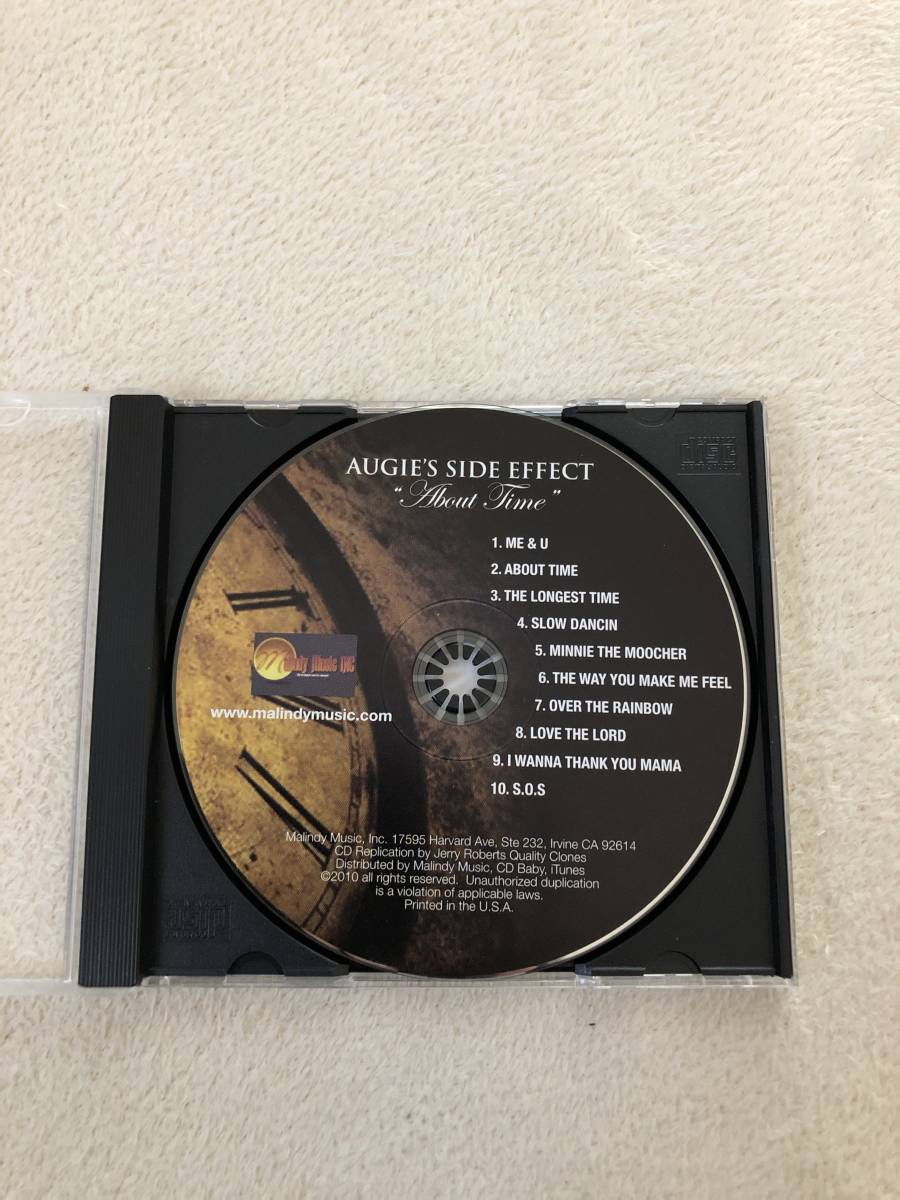 AUGIE'S SIDE EFFECT
"About Time"
1. ME & U
2. ABOUT TIME
3. THE LONGEST TIME
4. SLOW DANCIN
5. MINNIE THE MOOCHER
6. THE WAY YOU MAKE ME FEEL
7. OVER THE RAINBOW
8. LOVE THE LORD
9. I WANNA THANK YOU MAMA
10. S.O.S
Malindy Music INC
www.malindymusic.com
Malindy Music, Inc. 17595 Harvard Ave, Ste 232, Irvine CA 92614
CD Replication by Jerry Roberts Quality Clones
Distributed by Malindy Music, CD Baby, iTunes
©2010 all rights reserved. Unauthorized duplication
is a violation of applicable laws.
Printed in the U.S.A.